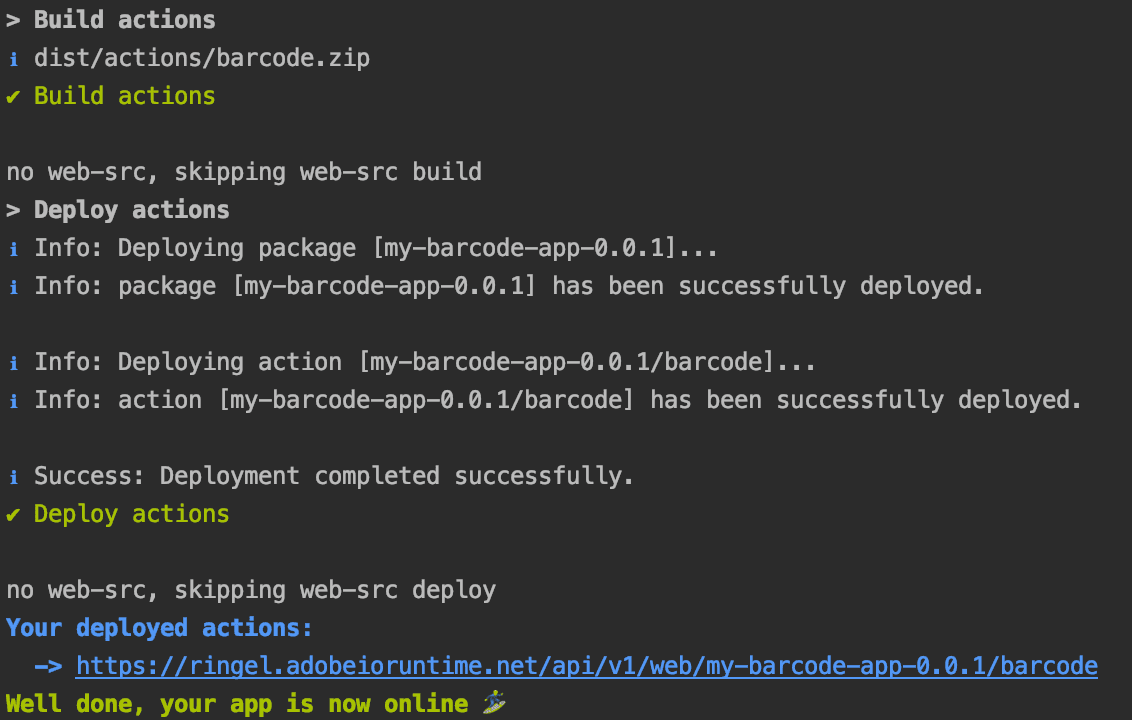 > Build actions
ℹ dist/actions/barcode.zip
✔ Build actions
no web-src, skipping web-src build
> Deploy actions
ℹ Info: Deploying package [my-barcode-app-0.0.1]...
ℹ Info: package [my-barcode-app-0.0.1] has been successfully deployed.
ℹ Info: Deploying action [my-barcode-app-0.0.1/barcode]...
ℹ Info: action [my-barcode-app-0.0.1/barcode] has been successfully deployed.
ℹ Success: Deployment completed successfully.
✔ Deploy actions
no web-src, skipping web-src deploy
Your deployed actions:
-> https://ringel.adobeioruntime.net/api/v1/web/my-barcode-app-0.0.1/barcode
Well done, your app is now online 🏄